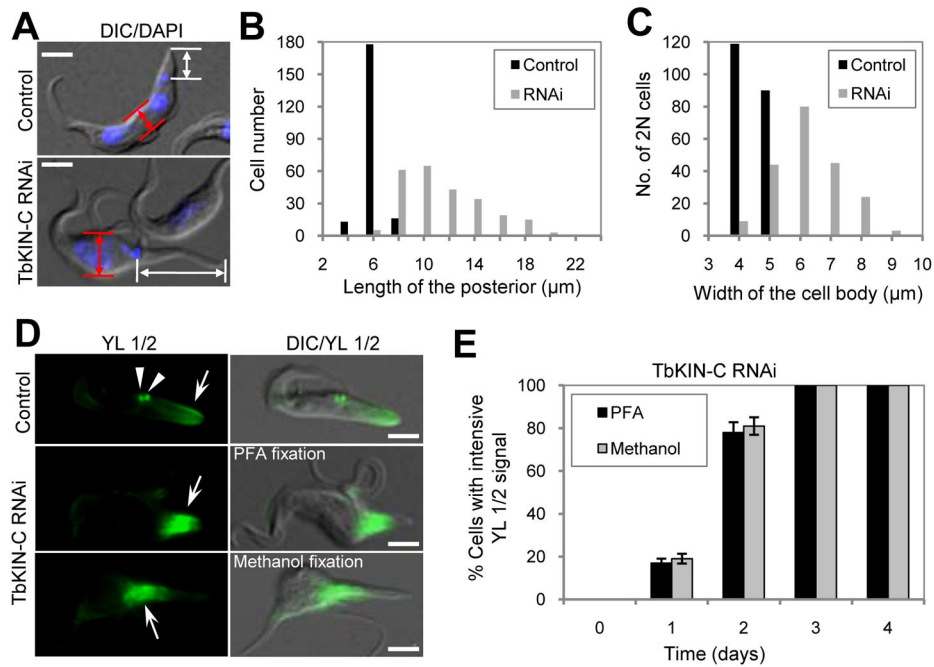 A
DIC/DAPI
Control
TbKIN-C RNAi
B
180
150
120
90
60
30
0
Cell number
Control
RNAi
2 6 10 14 18 22
Length of the posterior (µm)
C
120
100
80
60
40
20
0
No. of 2N cells
Control
RNAi
3 4 5 6 7 8 9 10
Width of the cell body (µm)
D
YL 1/2 DIC/YL 1/2
Control
TbKIN-C RNAi
PFA fixation
Methanol fixation
E
TbKIN-C RNAi
100
80
60
40
20
0
% Cells with intensive
YL 1/2 signal
PFA
Methanol
0 1 2 3 4
Time (days)